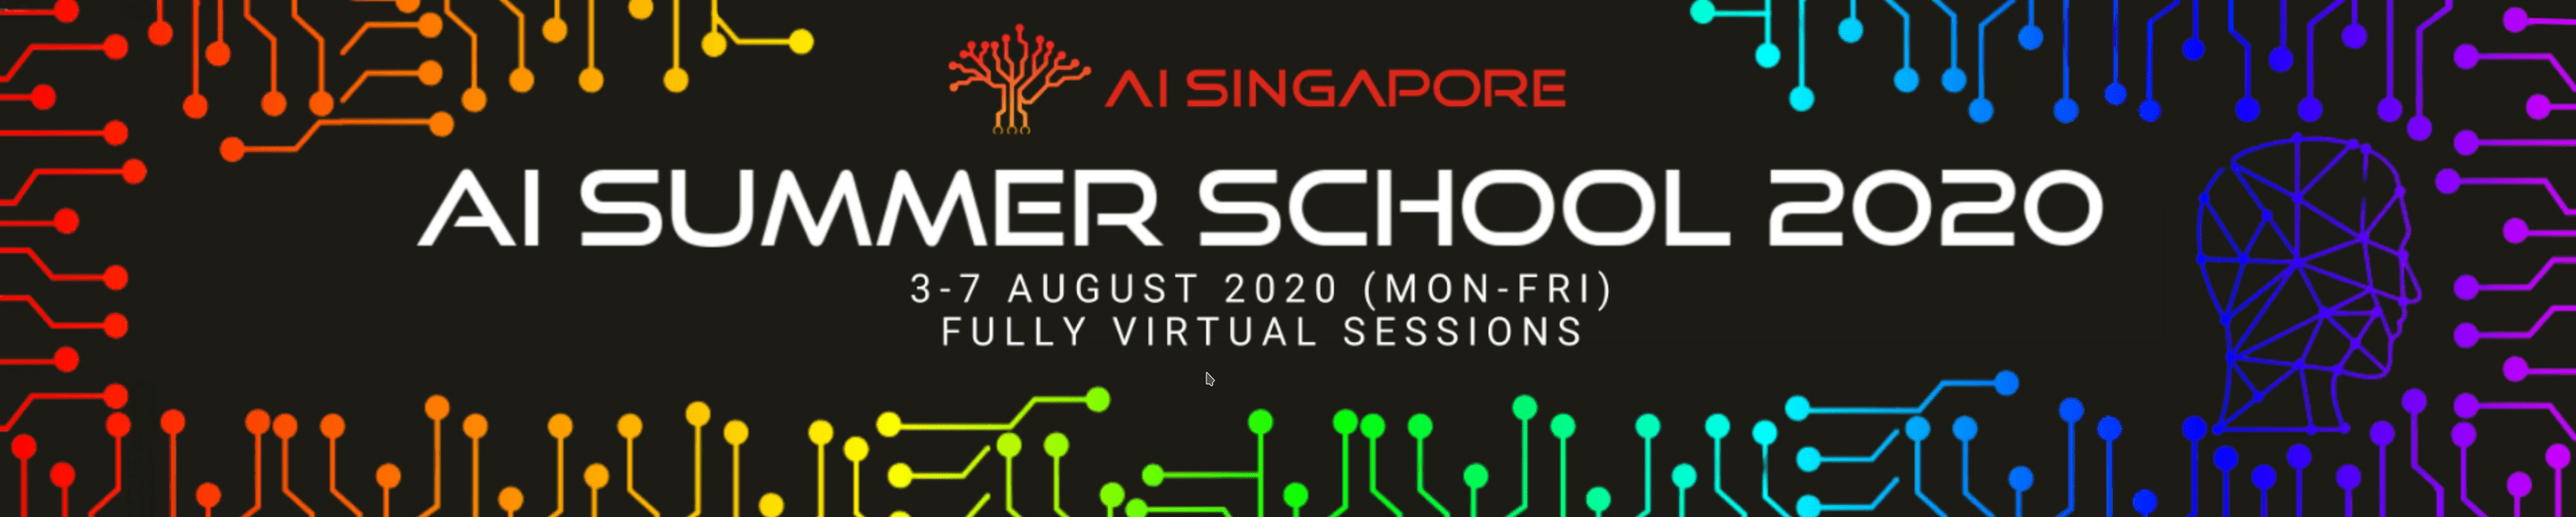 AI SINGAPORE
AI SUMMER SCHOOL 2020
3-7 AUGUST 2020 (MON-FRI)
FULLY VIRTUAL SESSIONS